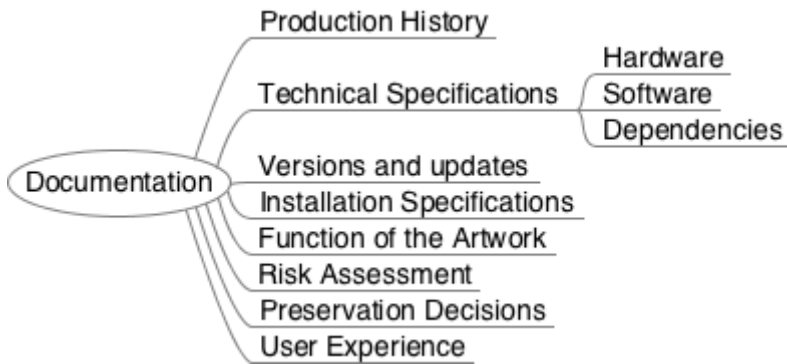 Production History
Hardware
Technical Specifications
Software
Dependencies
Documentation
Versions and updates
Installation Specifications
Function of the Artwork
Risk Assessment
Preservation Decisions
User Experience